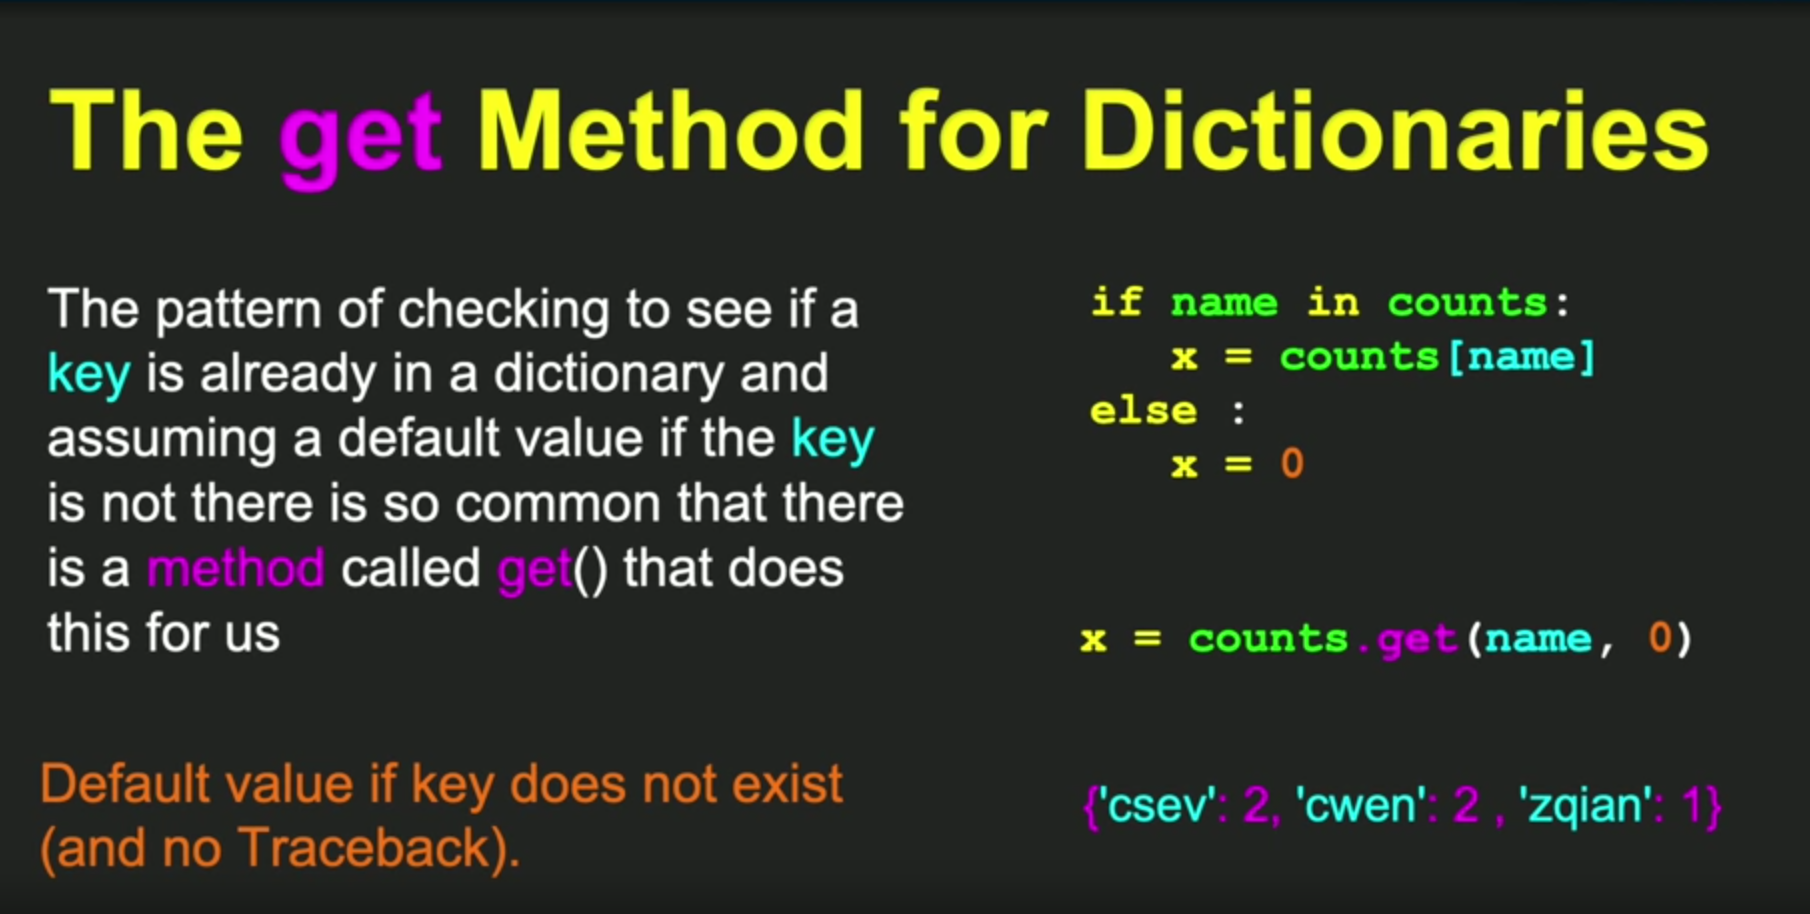 The get Method for Dictionaries
The pattern of checking to see if a
key is already in a dictionary and
assuming a default value if the key
is not there is so common that there
is a method called get() that does
this for us
Default value if key does not exist
(and no Traceback).
if name in counts:
   x = counts[name]
else :
   x = 0
x = counts.get(name, 0)
{'csev': 2, 'cwen': 2 , 'zqian': 1}